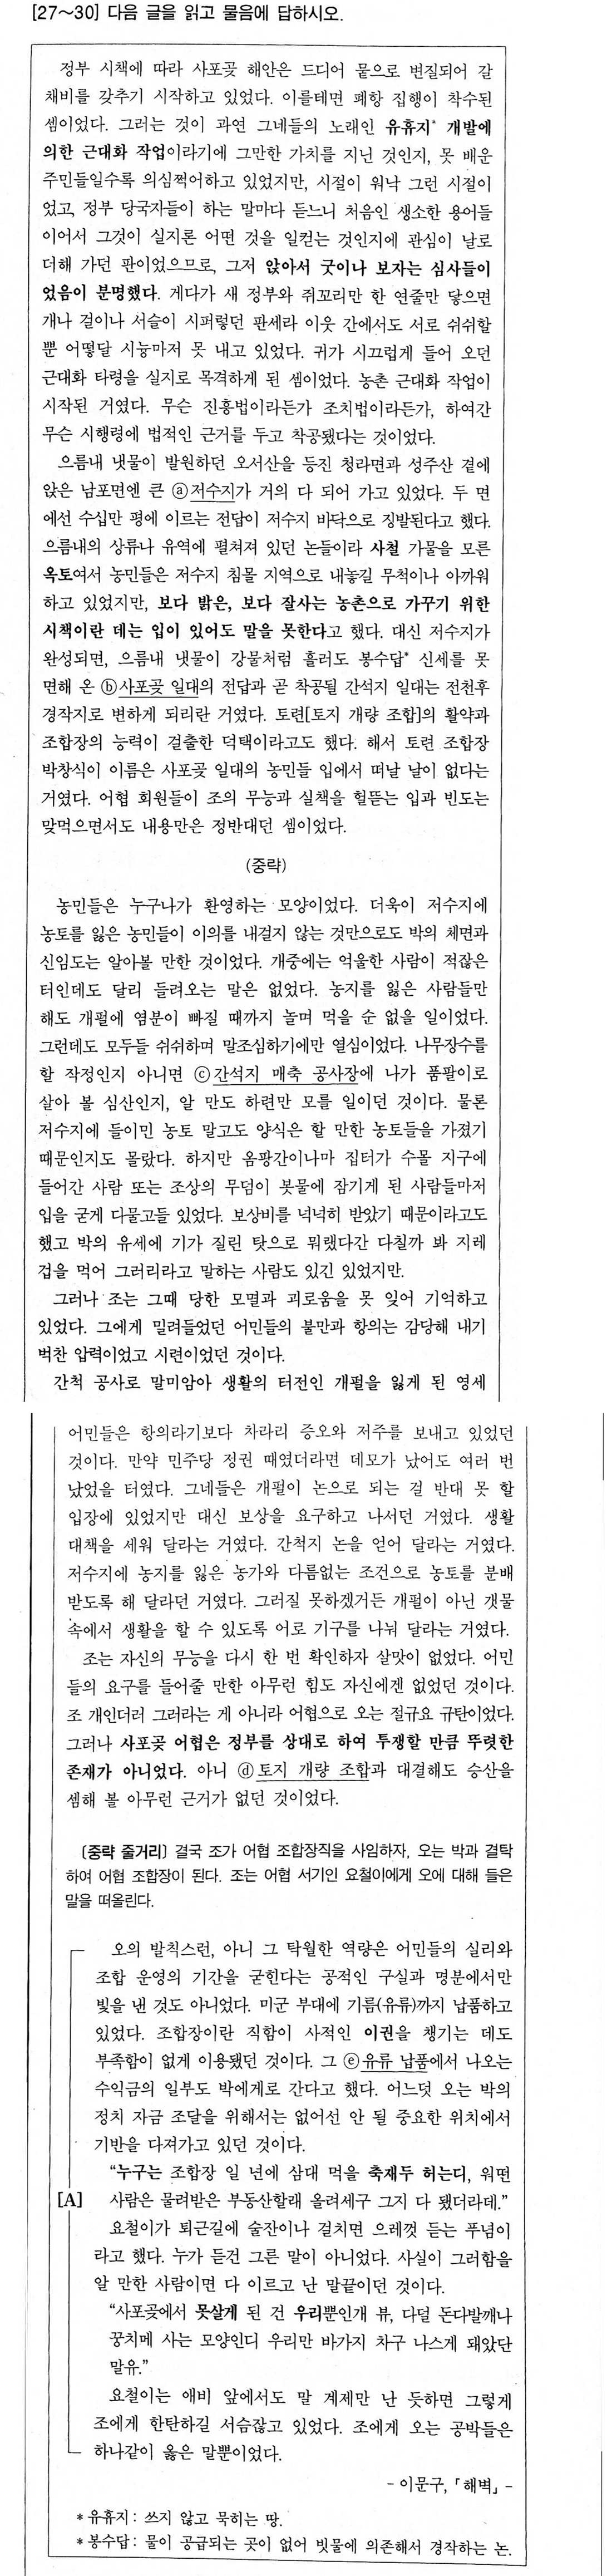 [27~30] 다음 글을 읽고 물음에 답하시오.
정부 시책에 따라 사포곶 해안은 드디어 뭍으로 변질되어 갈
채비를 갖추기 시작하고 있었다. 이를테면 폐항 집행이 착수된
셈이었다. 그러는 것이 과연 그네들의 노래인 유휴지* 개발에
의한 근대화 작업이라기에 그만한 가치를 지닌 것인지, 못 배운
주민들일수록 의심쩍어하고 있었지만, 시절이 워낙 그런 시절이
었고, 정부 당국자들이 하는 말마다 듣느니 처음인 생소한 용어들
이어서 그것이 실지론 어떤 것을 일컫는 것인지에 관심이 날로
더해 가던 판이었으므로, 그저 앉아서 굿이나 보자는 심사들이
었음이 분명했다. 게다가 새 정부와 쥐꼬리만 한 연줄만 닿으면
개나 걸이나 서슬이 시퍼렇던 판세라 이웃 간에서도 서로 쉬쉬할
뿐 어떻달 시늉마저 못 내고 있었다. 귀가 시끄럽게 들어 오던
근대화 타령을 실지로 목격하게 된 셈이었다. 농촌 근대화 작업이
시작된 거였다. 무슨 진흥법이라든가 조치법이라든가, 하여간
무슨 시행령에 법적인 근거를 두고 착공됐다는 것이었다.
으름내 냇물이 발원하던 오서산을 등진 청라면과 성주산 곁에
앉은 남포면엔 큰 ⓐ저수지가 거의 다 되어 가고 있었다. 두 면
에선 수십만 평에 이르는 전답이 저수지 바닥으로 징발된다고 했다.
으름내의 상류나 유역에 펼쳐져 있던 논들이라 사철 가물을 모른
옥토여서 농민들은 저수지 침몰 지역으로 내놓길 무척이나 아까워
하고 있었지만, 보다 밝은, 보다 잘사는 농촌으로 가꾸기 위한
시책이란 데는 입이 있어도 말을 못한다고 했다. 대신 저수지가
완성되면, 으름내 냇물이 강물처럼 흘러도 봉수답* 신세를 못
면해 온 ⓑ사포곶 일대의 전답과 곧 착공될 간석지 일대는 전천후
경작지로 변하게 되리란 거였다. 토련[토지 개량 조합]의 활약과
조합장의 능력이 걸출한 덕택이라고도 했다. 해서 토련 조합장
박창식이 이름은 사포곶 일대의 농민들 입에서 떠날 날이 없다는
거였다. 어협 회원들이 조의 무능과 실책을 헐뜯는 입과 빈도는
맞먹으면서도 내용만은 정반대던 셈이었다.
(중략)
농민들은 누구나가 환영하는 모양이었다. 더욱이 저수지에
농토를 잃은 농민들이 이의를 내걸지 않는 것만으로도 박의 체면과
신임도는 알아볼 만한 것이었다. 개중에는 억울한 사람이 적잖은
터인데도 달리 들려오는 말은 없었다. 농지를 잃은 사람들만
해도 개펄에 염분이 빠질 때까지 놀며 먹을 순 없을 일이었다.
그런데도 모두들 쉬쉬하며 말조심하기에만 열심이었다. 나무장수를
할 작정인지 아니면 ⓒ간석지 매축 공사장에 나가 품팔이로
살아 볼 심산인지, 알 만도 하련만 모를 일이던 것이다. 물론
저수지에 들이민 농토 말고도 양식은 할 만한 농토들을 가졌기
때문인지도 몰랐다. 하지만 옴팡간이나마 집터가 수몰 지구에
들어간 사람 또는 조상의 무덤이 봇물에 잠기게 된 사람들마저
입을 굳게 다물고들 있었다. 보상비를 넉넉히 받았기 때문이라고도
했고 박의 유세에 기가 질린 탓으로 뭐랬다간 다칠까 봐 지레
겁을 먹어 그러리라고 말하는 사람도 있긴 있었지만.
그러나 조는 그때 당한 모멸과 괴로움을 못 잊어 기억하고
있었다. 그에게 밀려들었던 어민들의 불만과 항의는 감당해 내기
벅찬 압력이었고 시련이었던 것이다.
간척 공사로 말미암아 생활의 터전인 개펄을 잃게 된 영세
어민들은 항의라기보다 차라리 증오와 저주를 보내고 있었던
것이다. 만약 민주당 정권 때였더라면 데모가 났어도 여러 번
났었을 터였다. 그네들은 개펄이 논으로 되는 걸 반대 못 할
입장에 있었지만 대신 보상을 요구하고 나서던 거였다. 생활
대책을 세워 달라는 거였다. 간척지 논을 얻어 달라는 거였다.
저수지에 농지를 잃은 농가와 다름없는 조건으로 농토를 분배
받도록 해 달라던 거였다. 그러질 못하겠거든 개펄이 아닌 갯물
속에서 생활을 할 수 있도록 어로 기구를 나눠 달라는 거였다.
조는 자신의 무능을 다시 한 번 확인하자 살맛이 없었다. 어민
들의 요구를 들어줄 만한 아무런 힘도 자신에겐 없었던 것이다.
조 개인더러 그러라는 게 아니라 어협으로 오는 절규요 규탄이었다.
그러나 사포곶 어협은 정부를 상대로 하여 투쟁할 만큼 뚜렷한
존재가 아니었다. 아니 ⓓ토지 개량 조합과 대결해도 승산을
셈해 볼 아무런 근거가 없던 것이었다.
[중략 줄거리] 결국 조가 어협 조합장직을 사임하자, 오는 박과 결탁
하여 어협 조합장이 된다. 조는 어협 서기인 요철이에게 오에 대해 들은
말을 떠올린다.
오의 발칙스런, 아니 그 탁월한 역량은 어민들의 실리와
조합 운영의 기간을 굳힌다는 공적인 구실과 명분에서만
빛을 낸 것도 아니었다. 미군 부대에 기름(유류)까지 납품하고
있었다. 조합장이란 직함이 사적인 이권을 챙기는 데도
부족함이 없게 이용됐던 것이다. 그 ⓔ유류 납품에서 나오는
수익금의 일부도 박에게로 간다고 했다. 어느덧 오는 박의
정치 자금 조달을 위해서는 없어선 안 될 중요한 위치에서
기반을 다져가고 있던 것이다.
“누구는 조합장 일 년에 삼대 먹을 축재두 허는디, 워떤
[A] 사람은 물려받은 부동산할래 올려세구 그지 다 됐더라데.”
요철이가 퇴근길에 술잔이나 걸치면 으레껏 듣는 푸념이
라고 했다. 누가 듣건 그른 말이 아니었다. 사실이 그러함을
알 만한 사람이면 다 이르고 난 말끝이던 것이다.
“사포곶에서 못살게 된 건 우리뿐인개 뷰, 다덜 돈다발깨나
꿍치메 사는 모양인디 우리만 바가지 차구 나스게 돼았단
말유.”
요철이는 애비 앞에서도 말 계제만 난 듯하면 그렇게
조에게 한탄하길 서슴잖고 있었다. 조에게 오는 공박들은
하나같이 옳은 말뿐이었다.
- 이문구, 「해벽」 -
* 유휴지: 쓰지 않고 묵히는 땅.
* 봉수답: 물이 공급되는 곳이 없어 빗물에 의존해서 경작하는 논.